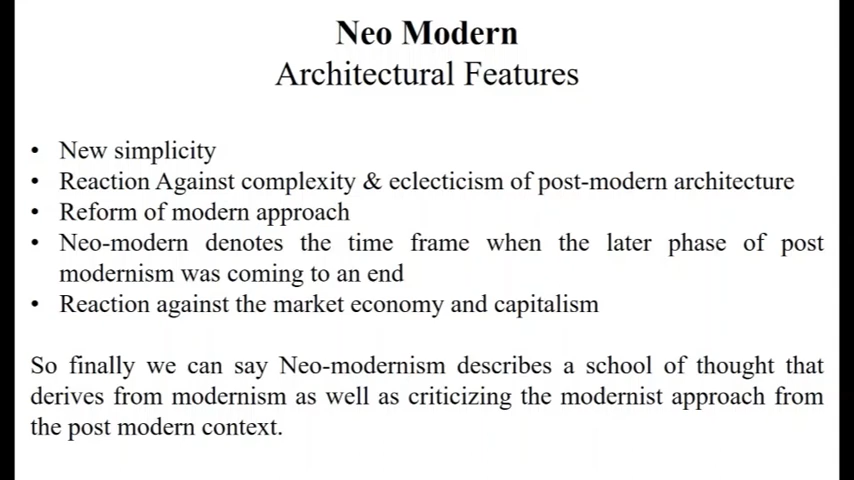 Neo Modern
Architectural Features
• New simplicity
• Reaction Against complexity & eclecticism of post-modern architecture
• Reform of modern approach
• Neo-modern denotes the time frame when the later phase of post
modernism was coming to an end
• Reaction against the market economy and capitalism
So finally we can say Neo-modernism describes a school of thought that
derives from modernism as well as criticizing the modernist approach from
the post modern context.